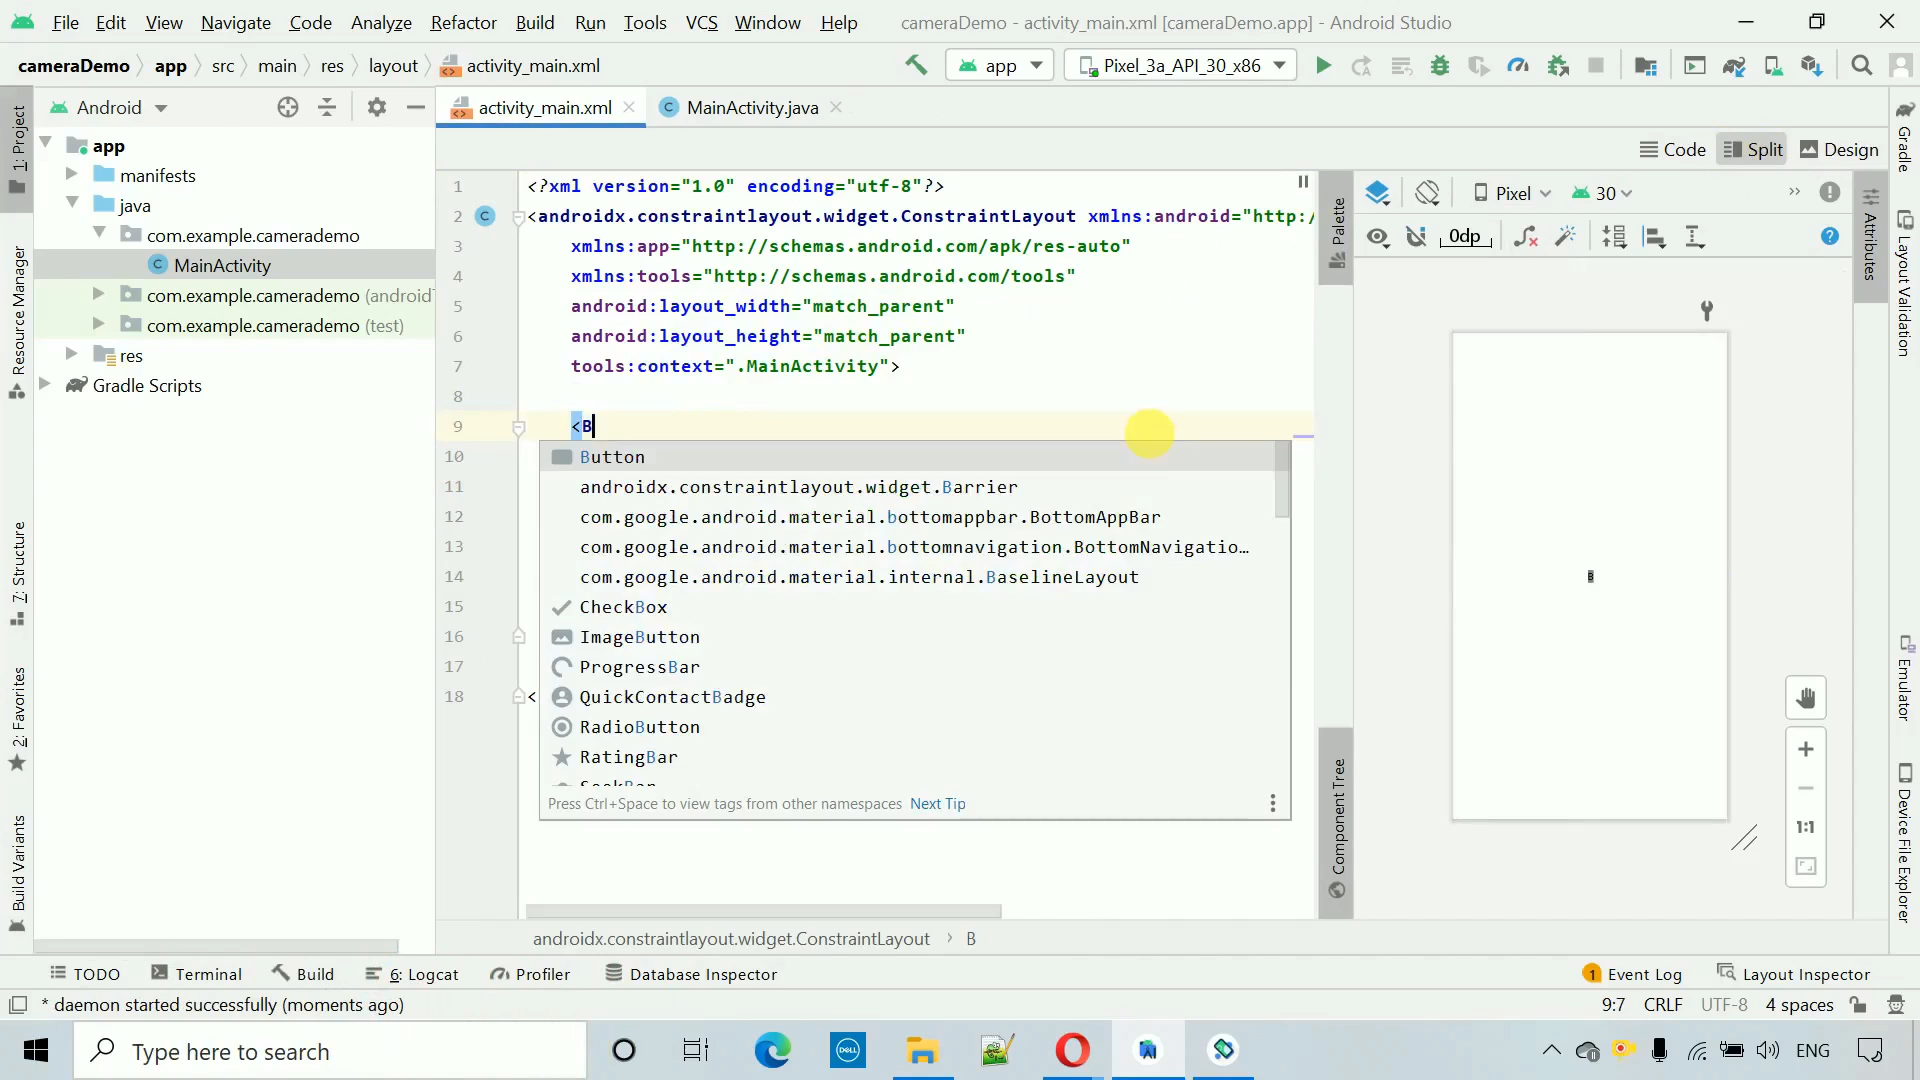 File Edit View Navigate Code Analyze Refactor Build Run Tools VCS Window Help cameraDemo - activity_main.xml [cameraDemo.app] - Android Studio
cameraDemo app src main res layout activity_main.xml app Pixel_3a_API_30_x86
Android activity_main.xml MainActivity.java
Code Split Design
app
manifests
java
com.example.camerademo
MainActivity
com.example.camerademo (androidT
com.example.camerademo (test)
res
Gradle Scripts
1: Project
Resource Manager
7: Structure
2: Favorites
Build Variants
1 <?xml version="1.0" encoding="utf-8"?>
2 <androidx.constraintlayout.widget.ConstraintLayout xmlns:android="http:/
3 xmlns:app="http://schemas.android.com/apk/res-auto"
4 xmlns:tools="http://schemas.android.com/tools"
5 android:layout_width="match_parent"
6 android:layout_height="match_parent"
7 tools:context=".MainActivity">
8
9 <B
10 Button
11 androidx.constraintlayout.widget.Barrier
12 com.google.android.material.bottomappbar.BottomAppBar
13 com.google.android.material.bottomnavigation.BottomNavigatio…
14 com.google.android.material.internal.BaselineLayout
15 CheckBox
16 ImageButton
17 ProgressBar
18 < QuickContactBadge
RadioButton
RatingBar
SeekBar
Press Ctrl+Space to view tags from other namespaces Next Tip
androidx.constraintlayout.widget.ConstraintLayout B
Palette
Component Tree
Pixel 30
0dp
B
1:1
Attributes
Gradle
Layout Validation
Emulator
Device File Explorer
TODO Terminal Build 6: Logcat Profiler Database Inspector 1 Event Log Layout Inspector
* daemon started successfully (moments ago) 9:7 CRLF UTF-8 4 spaces
Type here to search DELL ENG